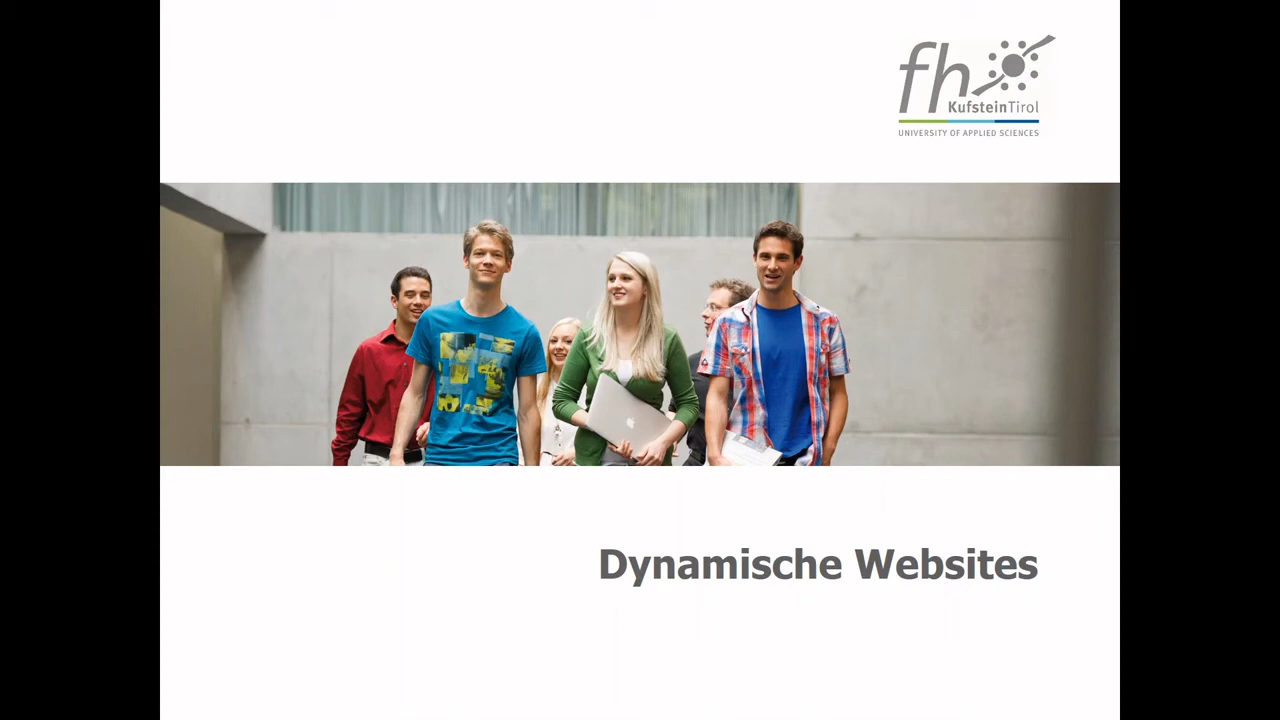 fh
KufsteinTirol
UNIVERSITY OF APPLIED SCIENCES
Dynamische Websites